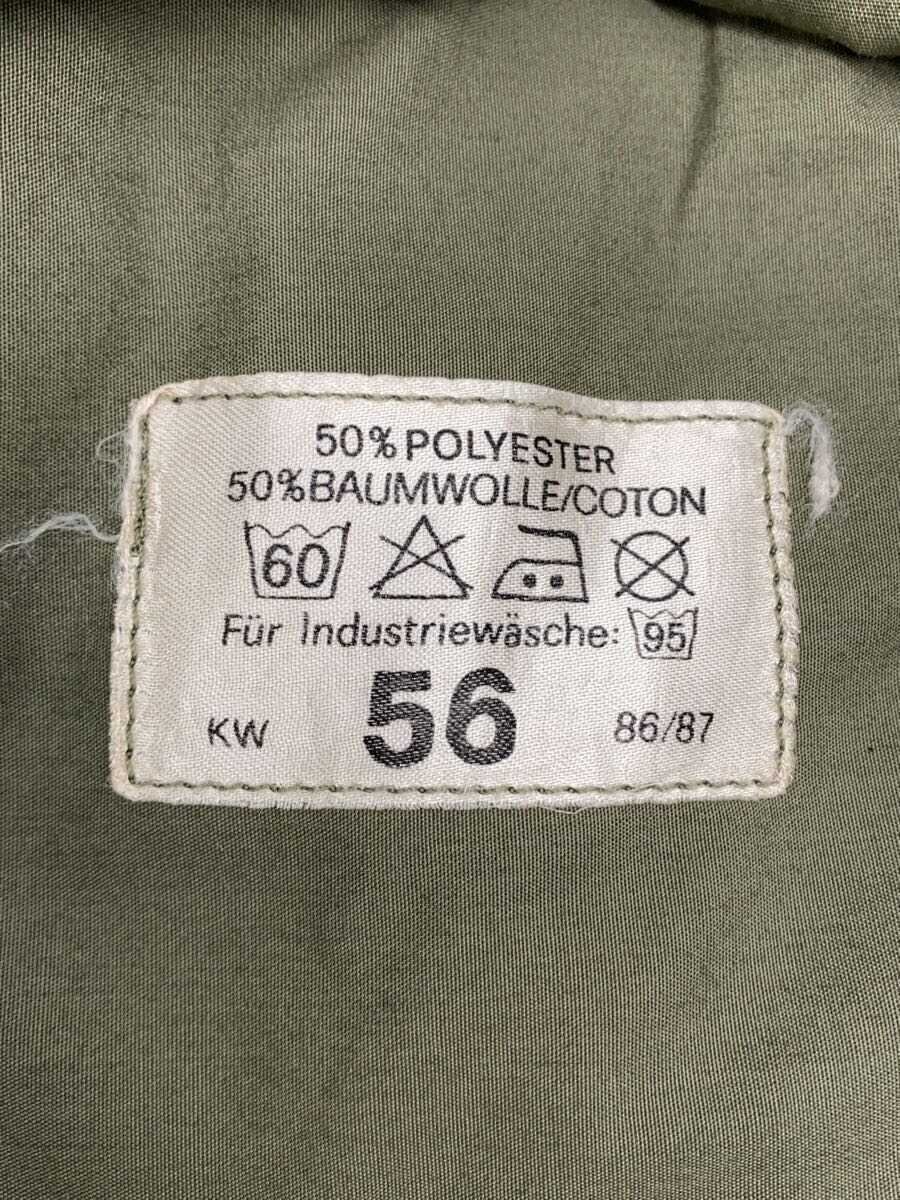 50% POLYESTER
50% BAUMWOLLE/COTON
60
Für Industriewäsche: 95
KW 56 86/87